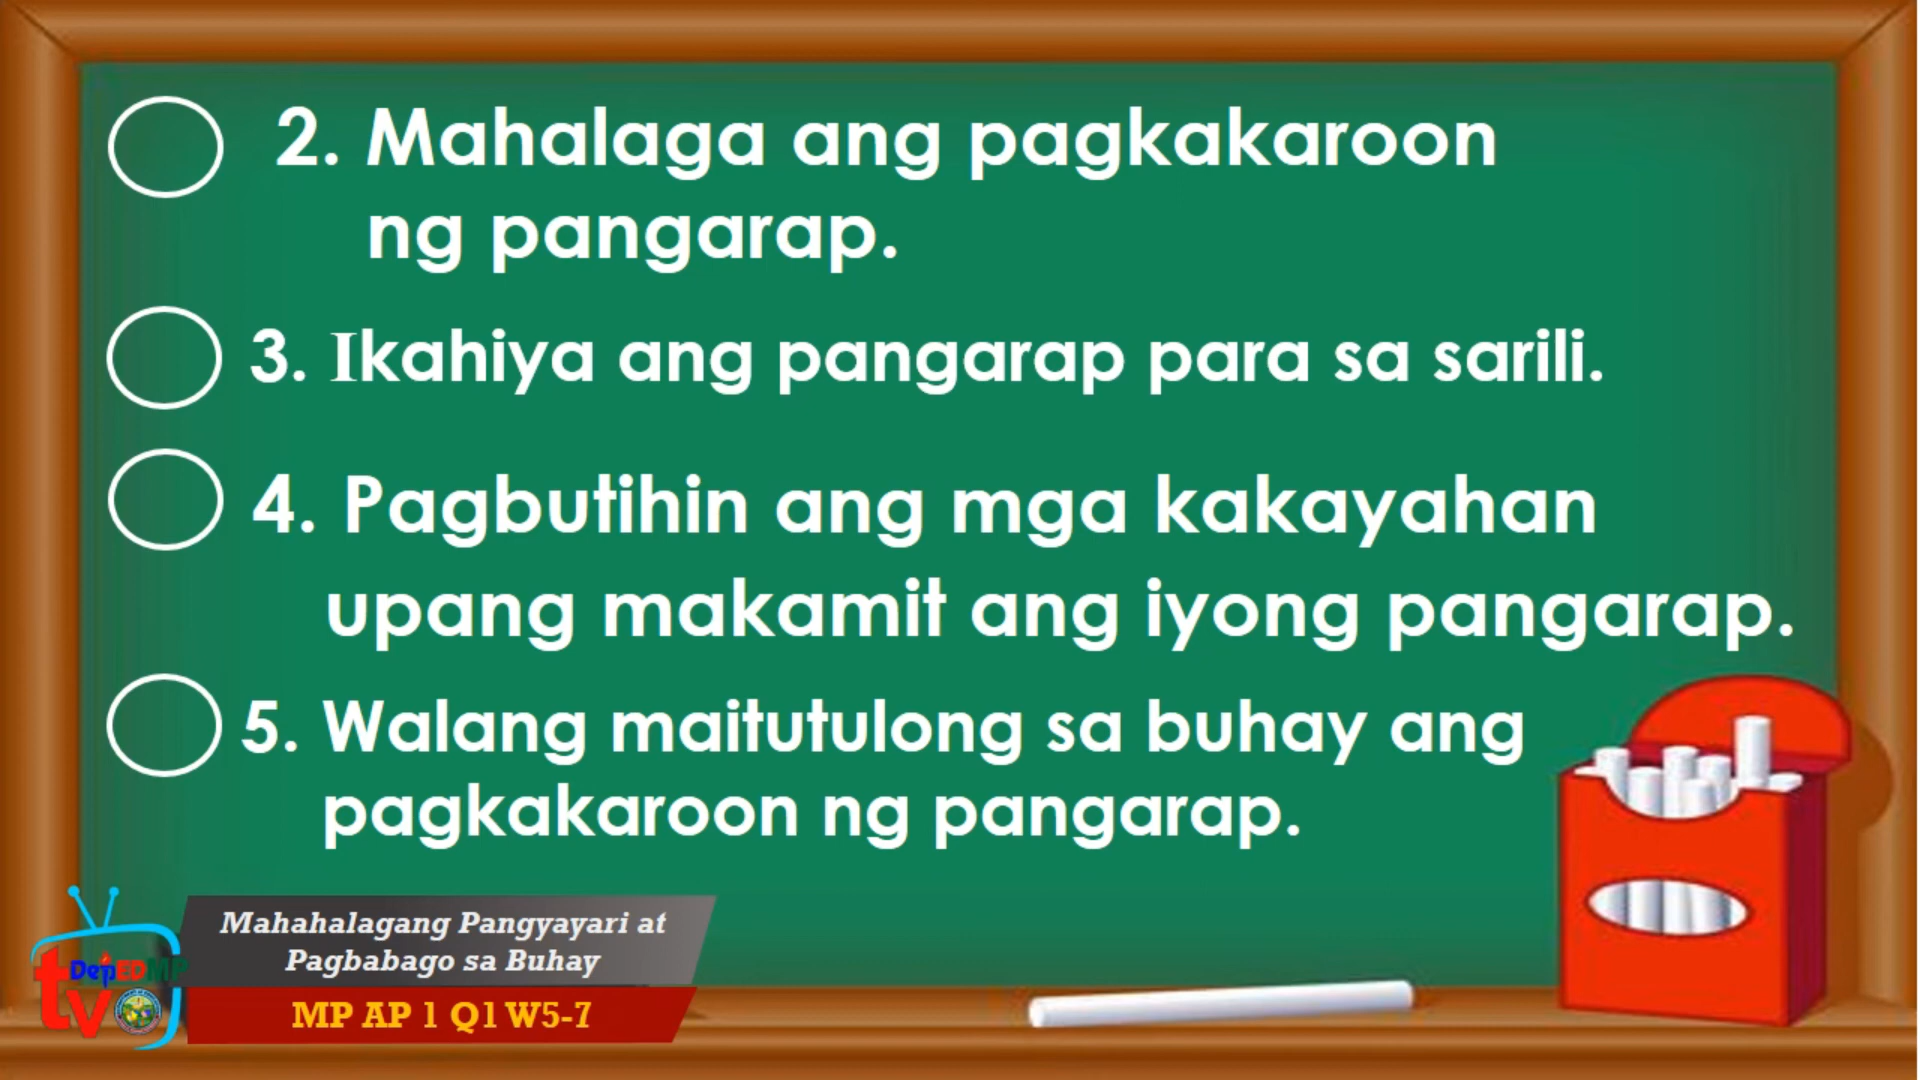 2. Mahalaga ang pagkakaroon
ng pangarap.
3. Ikahiya ang pangarap para sa sarili.
4. Pagbutihin ang mga kakayahan
upang makamit ang iyong pangarap.
5. Walang maitutulong sa buhay ang
pagkakaroon ng pangarap.
Mahahalagang Pangyayari at
Pagbabago sa Buhay
MP AP 1 Q1 W5-7
DepEDMP
tv